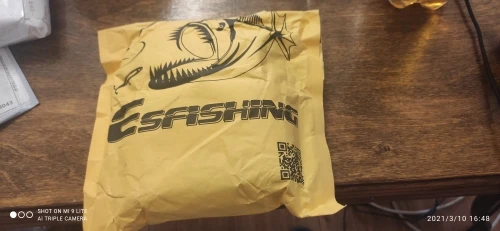 ESFISHING
SHOT ON MI 9 LITE
AI TRIPLE CAMERA
2021/3/10 16:48